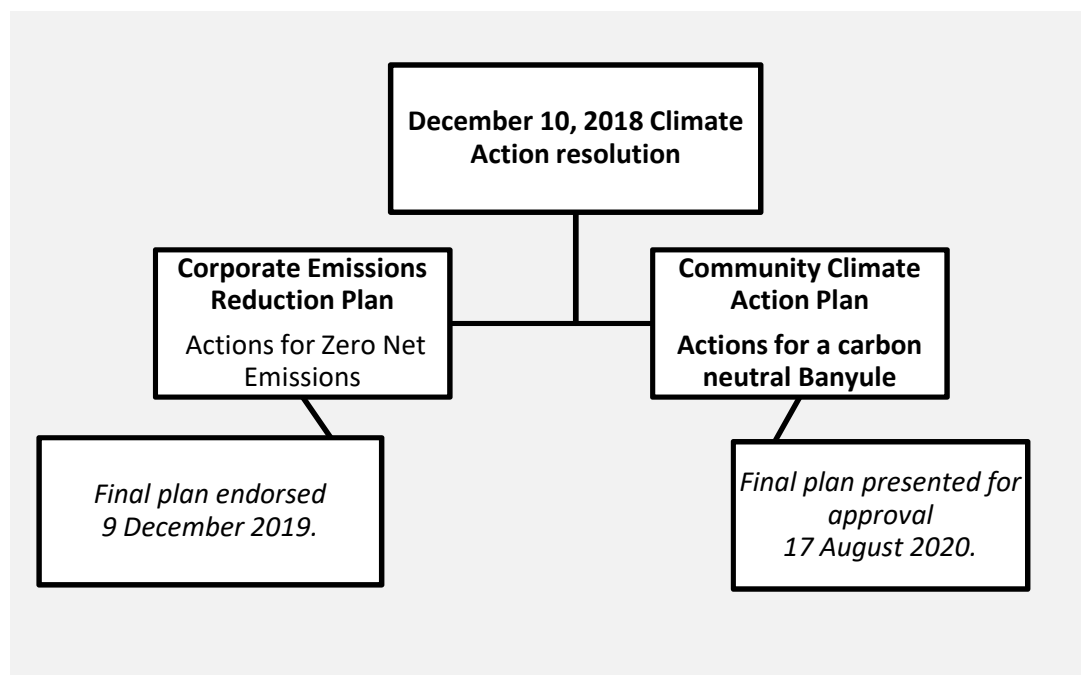 December 10, 2018 Climate
Action resolution
Corporate Emissions
Reduction Plan
Actions for Zero Net
Emissions
Community Climate
Action Plan
Actions for a carbon
neutral Banyule
Final plan endorsed
9 December 2019.
Final plan presented for
approval
17 August 2020.